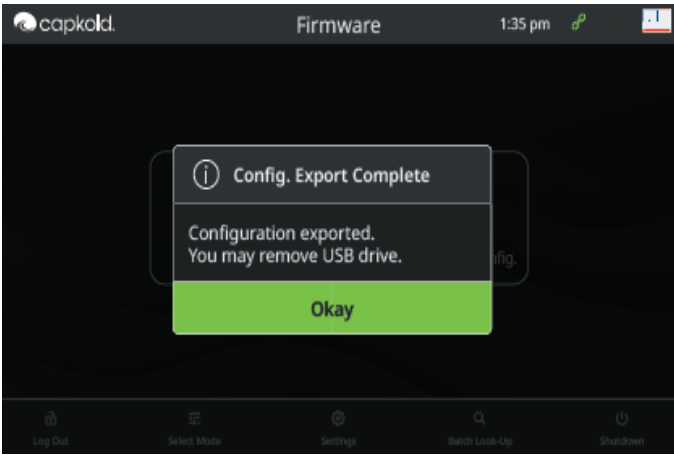 capkold.
Firmware
1:35 pm
Config. Export Complete
Configuration exported.
You may remove USB drive.
nfig.
Okay
Log Out
Select Mode
Settings
Batch Look-Up
Shutdown